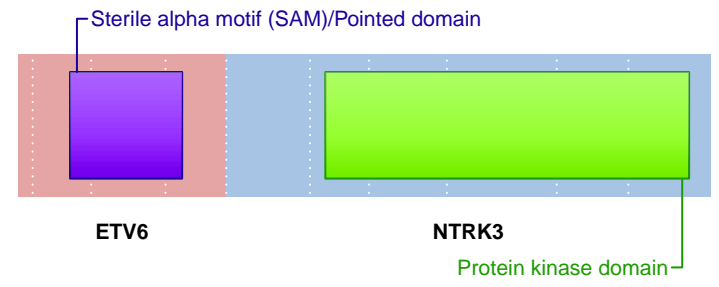 Sterile alpha motif (SAM)/Pointed domain
ETV6
NTRK3
Protein kinase domain